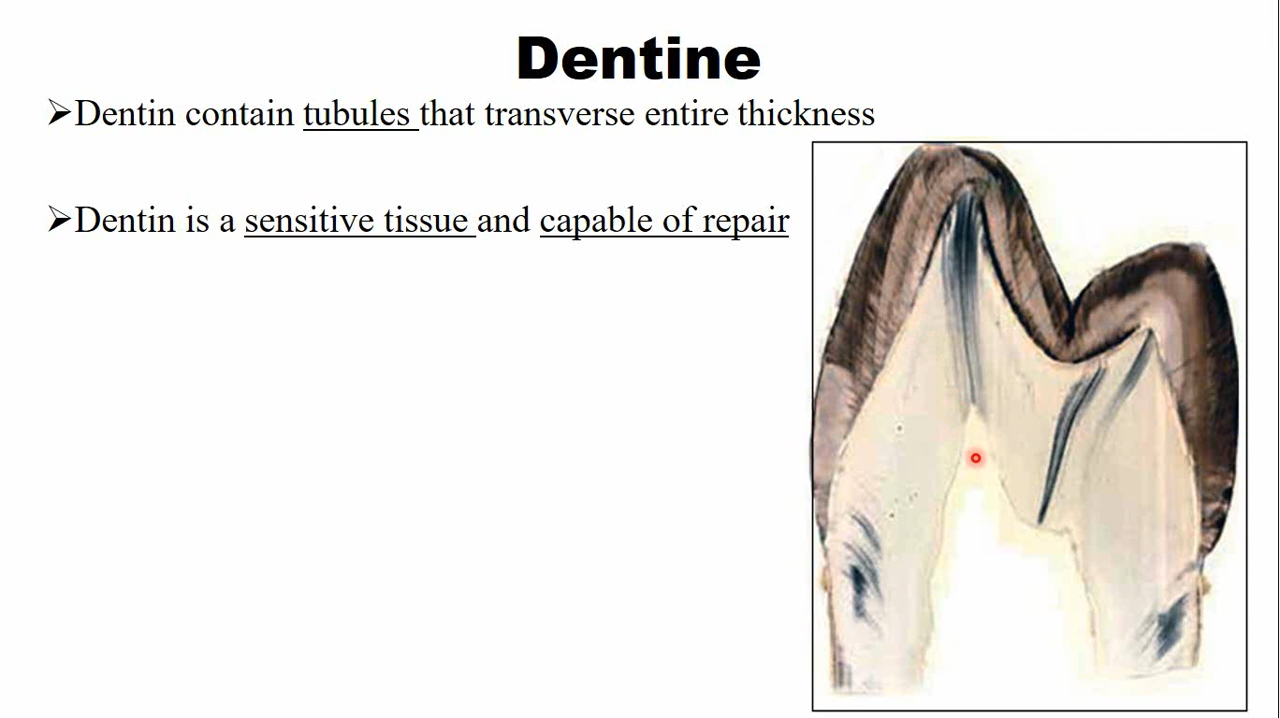 Dentine
➢Dentin contain tubules that transverse entire thickness
➢Dentin is a sensitive tissue and capable of repair